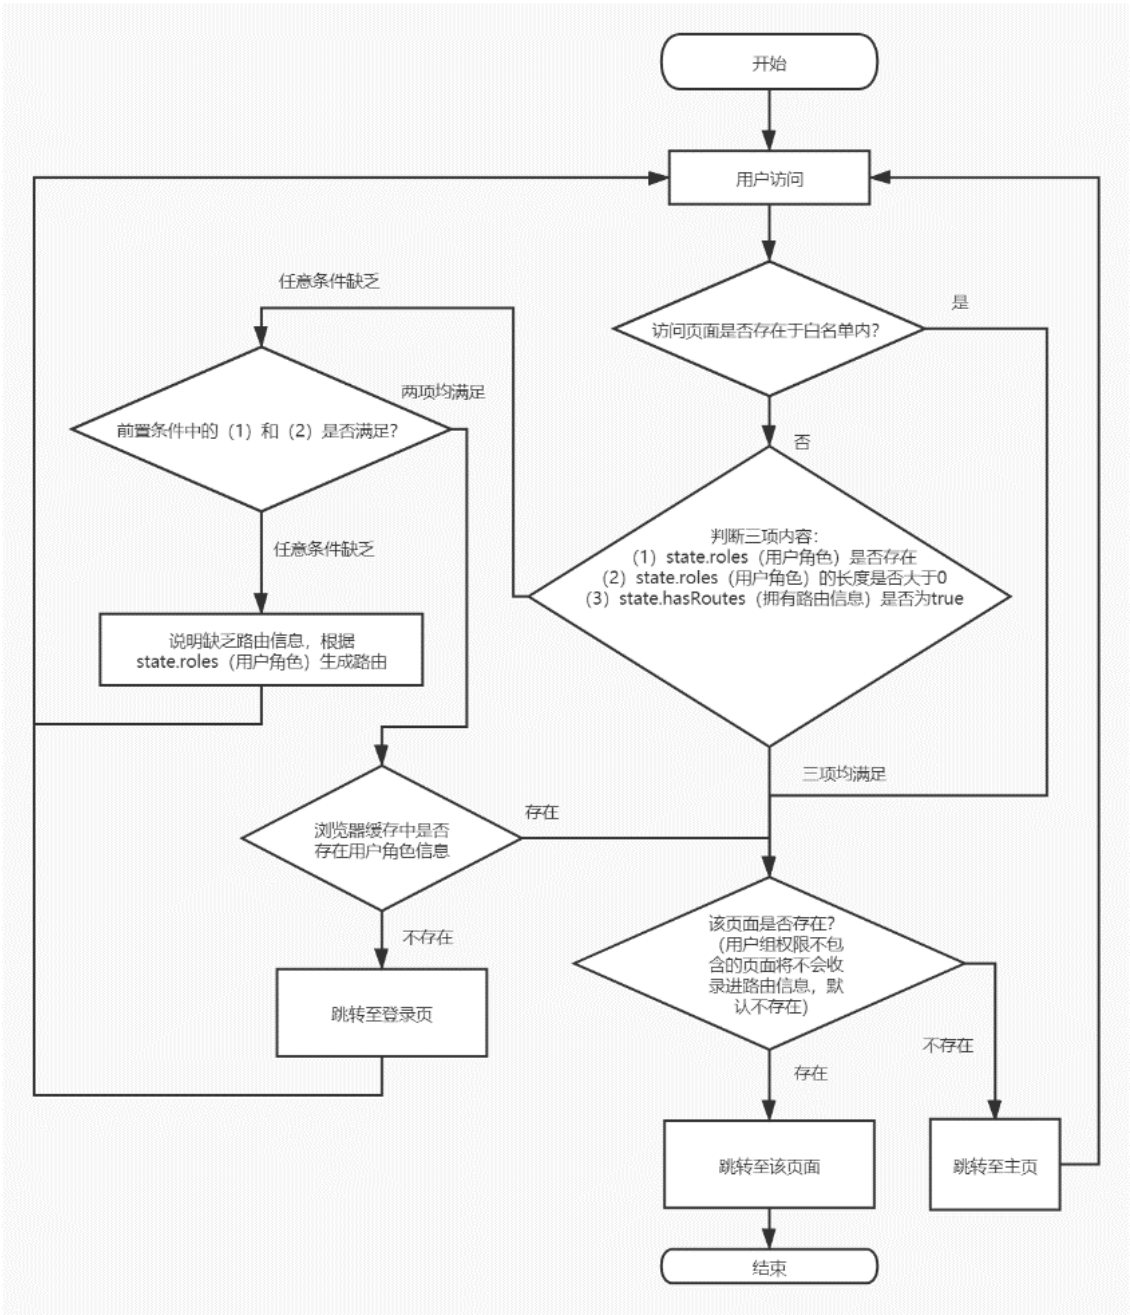 开始
用户访问
任意条件缺乏
是
访问页面是否存在于白名单内?
两项均满足
前置条件中的（1）和（2）是否满足?
否
判断三项内容：
（1）state.roles（用户角色）是否存在
（2）state.roles（用户角色）的长度是否大于0
（3）state.hasRoutes（拥有路由信息）是否为true
任意条件缺乏
说明缺乏路由信息，根据
state.roles（用户角色）生成路由
三项均满足
存在
浏览器缓存中是否
存在用户角色信息
不存在
该页面是否存在?
（用户组权限不包
含的页面将不会收
录进路由信息，默
认不存在）
跳转至登录页
不存在
存在
跳转至该页面
跳转至主页
结束